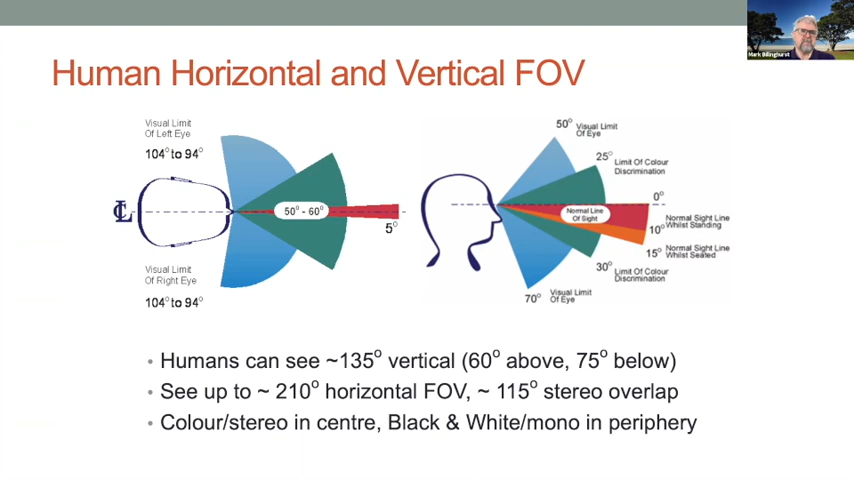 Mark Billinghurst
Human Horizontal and Vertical FOV
Visual Limit
Of Left Eye
104° to 94°
50° - 60°
5°
Visual Limit
Of Right Eye
104° to 94°
50° Visual Limit
Of Eye
25° Limit Of Colour
Discrimination
0°
Normal Line
Of Sight
Normal Sight Line
10° Whilst Standing
15° Normal Sight Line
Whilst Seated
30° Limit Of Colour
Discrimination
70° Visual Limit
Of Eye
• Humans can see ~135° vertical (60° above, 75° below)
• See up to ~ 210° horizontal FOV, ~ 115° stereo overlap
• Colour/stereo in centre, Black & White/mono in periphery